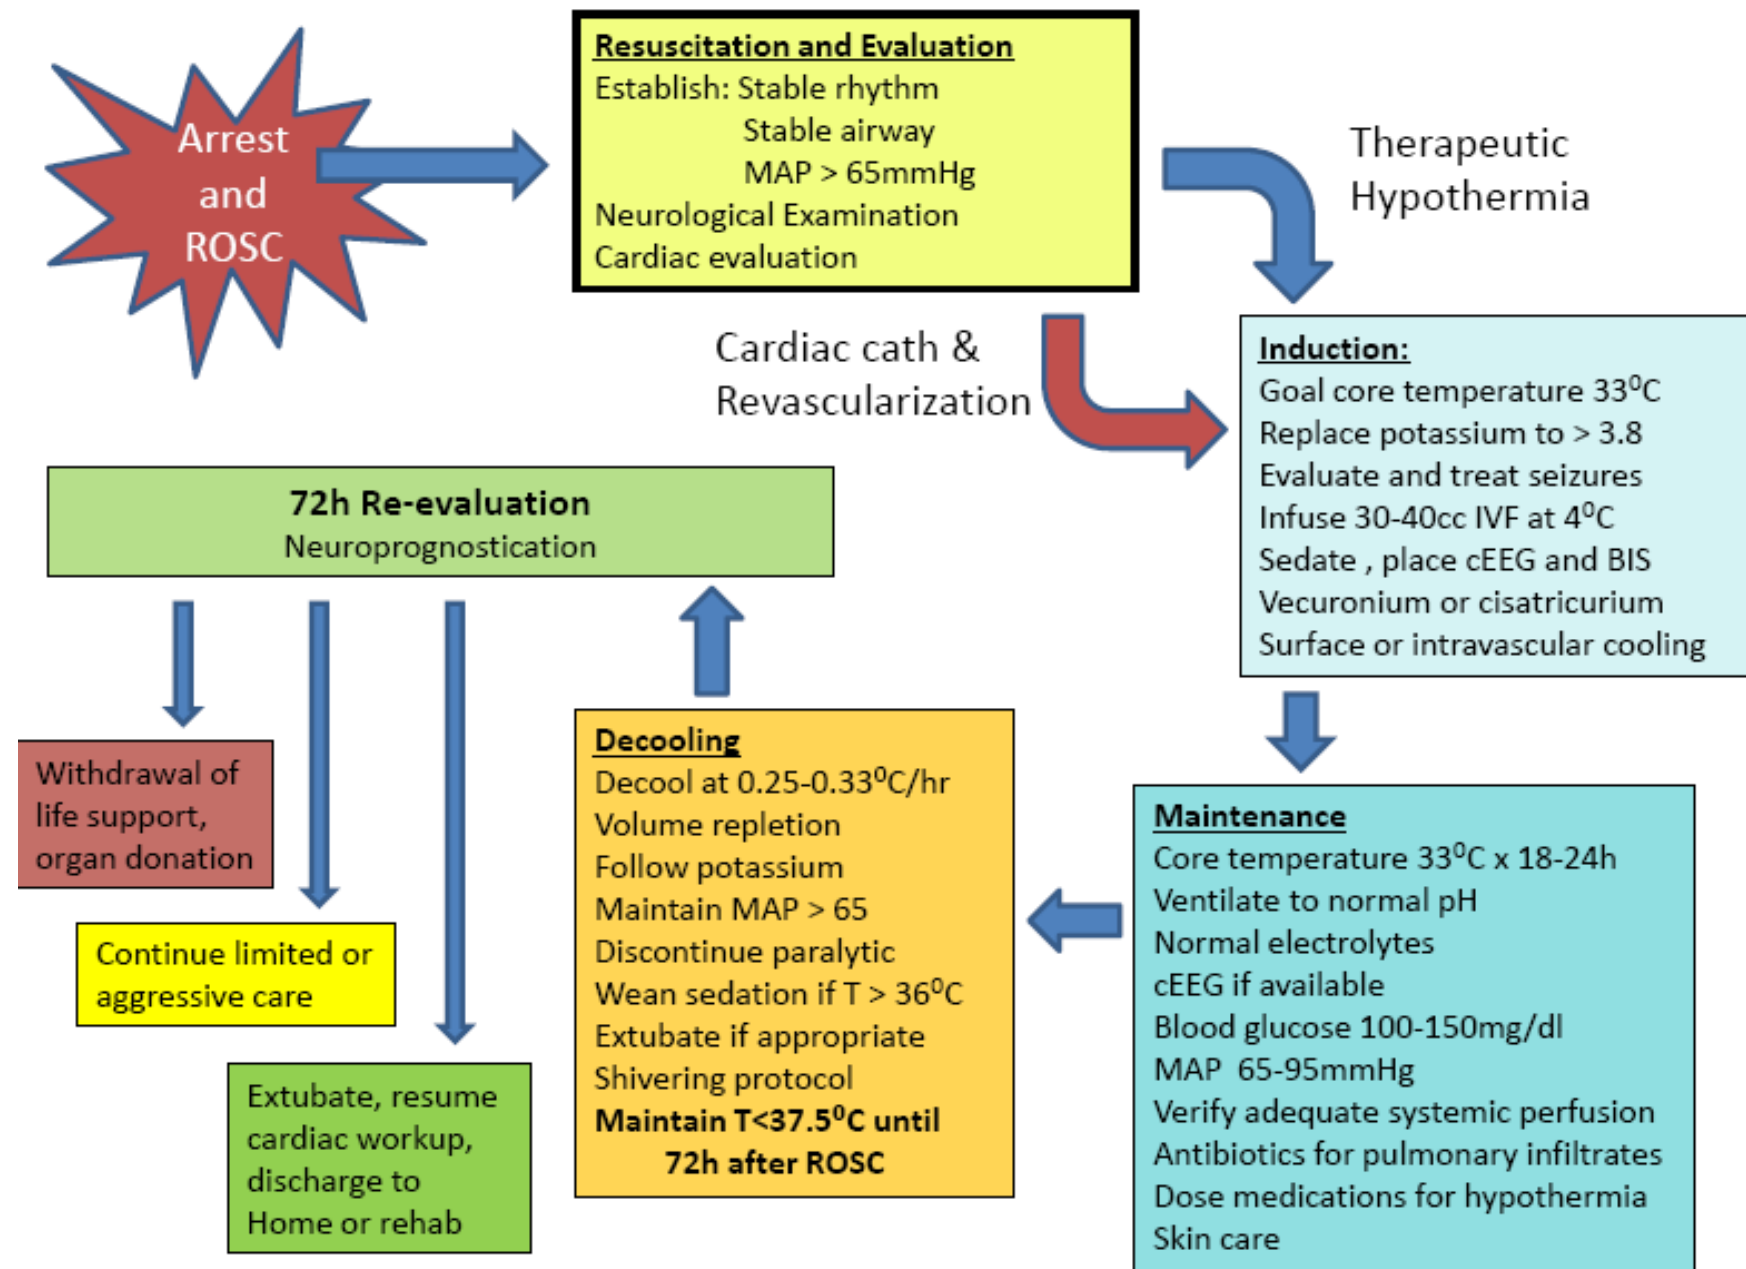 Arrest
and
ROSC
Resuscitation and Evaluation
Establish: Stable rhythm
Stable airway
MAP > 65mmHg
Neurological Examination
Cardiac evaluation
Therapeutic
Hypothermia
Cardiac cath &
Revascularization
Induction:
Goal core temperature 33⁰C
Replace potassium to > 3.8
Evaluate and treat seizures
Infuse 30-40cc IVF at 4⁰C
Sedate , place cEEG and BIS
Vecuronium or cisatricurium
Surface or intravascular cooling
Maintenance
Core temperature 33⁰C x 18-24h
Ventilate to normal pH
Normal electrolytes
cEEG if available
Blood glucose 100-150mg/dl
MAP 65-95mmHg
Verify adequate systemic perfusion
Antibiotics for pulmonary infiltrates
Dose medications for hypothermia
Skin care
Decooling
Decool at 0.25-0.33⁰C/hr
Volume repletion
Follow potassium
Maintain MAP > 65
Discontinue paralytic
Wean sedation if T > 36⁰C
Extubate if appropriate
Shivering protocol
Maintain T<37.5⁰C until
72h after ROSC
72h Re-evaluation
Neuroprognostication
Withdrawal of
life support,
organ donation
Continue limited or
aggressive care
Extubate, resume
cardiac workup,
discharge to
Home or rehab